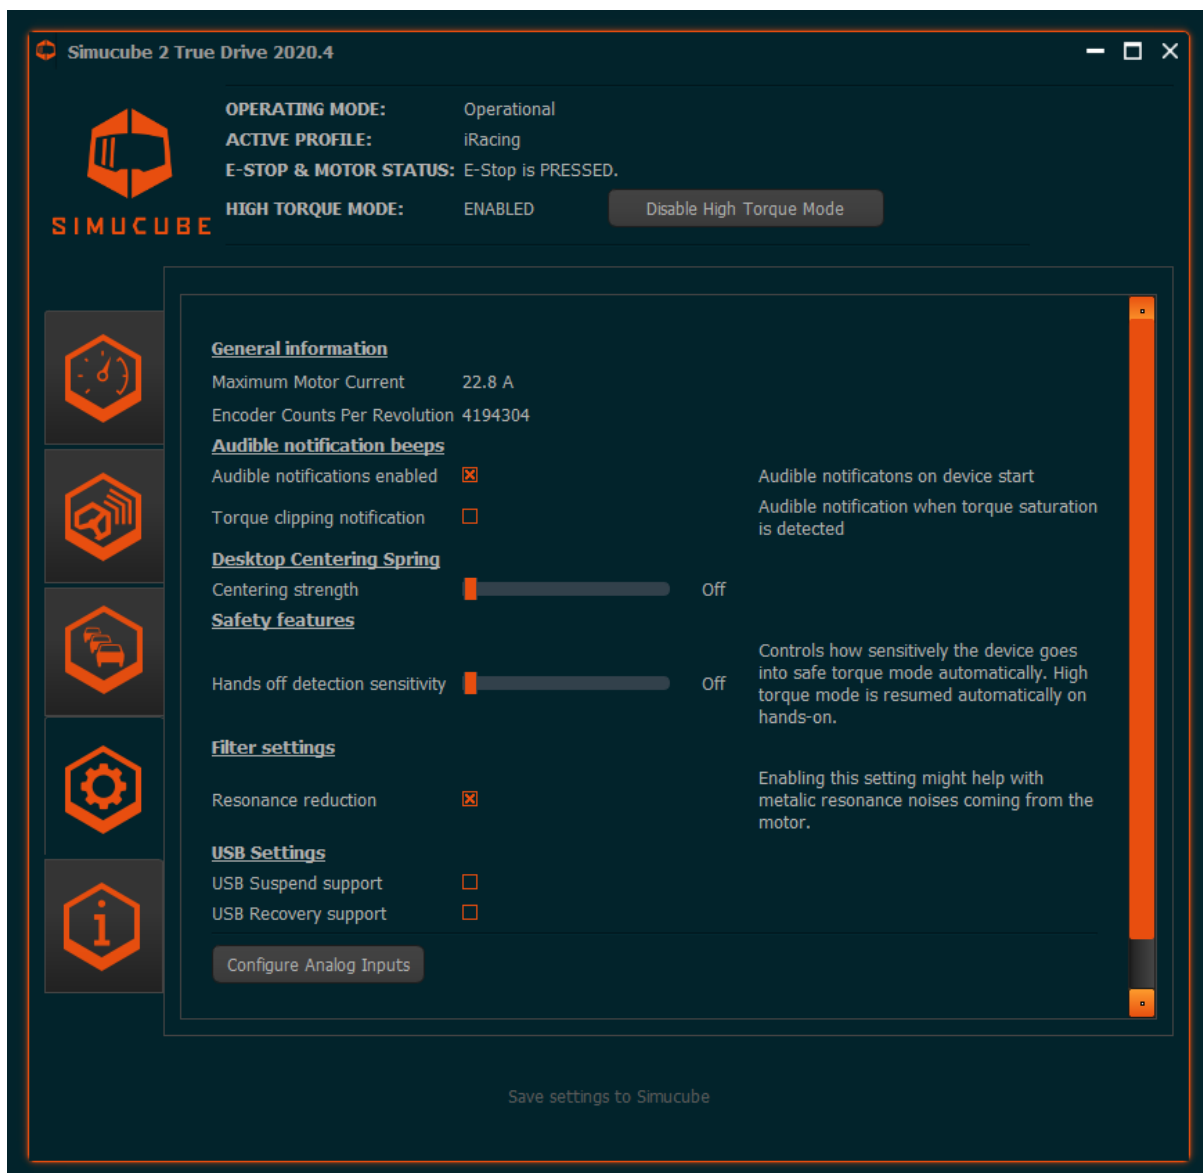 Simucube 2 True Drive 2020.4
OPERATING MODE: Operational
ACTIVE PROFILE: iRacing
E-STOP & MOTOR STATUS: E-Stop is PRESSED.
HIGH TORQUE MODE: ENABLED Disable High Torque Mode
SIMUCUBE
General information
Maximum Motor Current 22.8 A
Encoder Counts Per Revolution 4194304
Audible notification beeps
Audible notifications enabled Audible notificatons on device start
Torque clipping notification
Audible notification when torque saturation
is detected
Desktop Centering Spring
Centering strength Off
Safety features
Hands off detection sensitivity Off
Controls how sensitively the device goes
into safe torque mode automatically. High
torque mode is resumed automatically on
hands-on.
Filter settings
Resonance reduction
Enabling this setting might help with
metalic resonance noises coming from the
motor.
USB Settings
USB Suspend support
USB Recovery support
Configure Analog Inputs
Save settings to Simucube